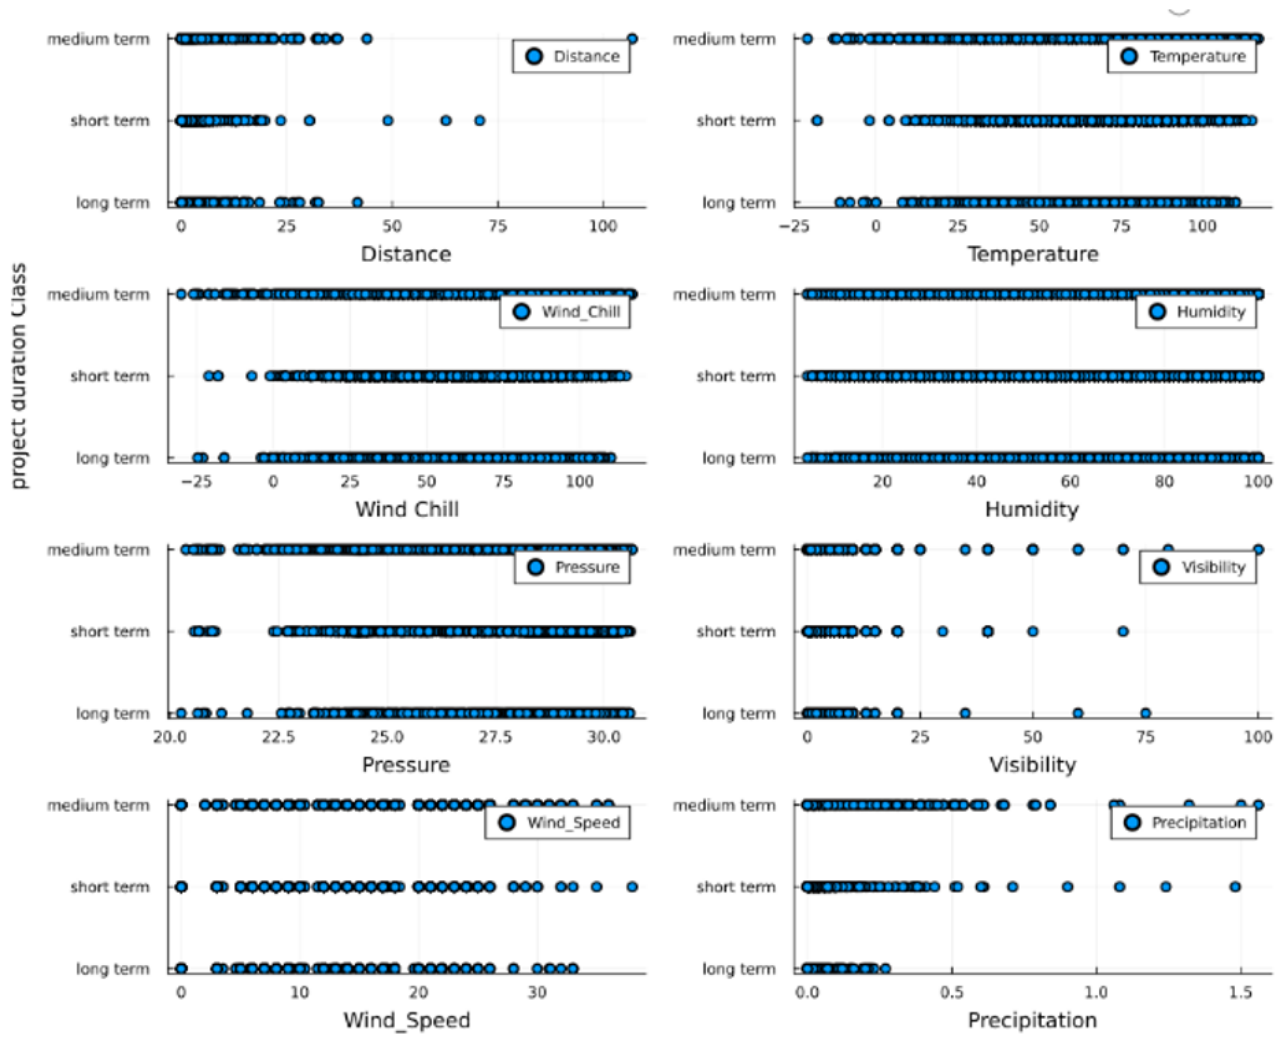 project duration Class
medium term
short term
long term
Distance
0 25 50 75 100
Distance
medium term
short term
long term
Temperature
−25 0 25 50 75 100
Temperature
medium term
short term
long term
Wind_Chill
−25 0 25 50 75 100
Wind Chill
medium term
short term
long term
Humidity
20 40 60 80 100
Humidity
medium term
short term
long term
Pressure
20.0 22.5 25.0 27.5 30.0
Pressure
medium term
short term
long term
Visibility
0 25 50 75 100
Visibility
medium term
short term
long term
Wind_Speed
0 10 20 30
Wind_Speed
medium term
short term
long term
Precipitation
0.0 0.5 1.0 1.5
Precipitation